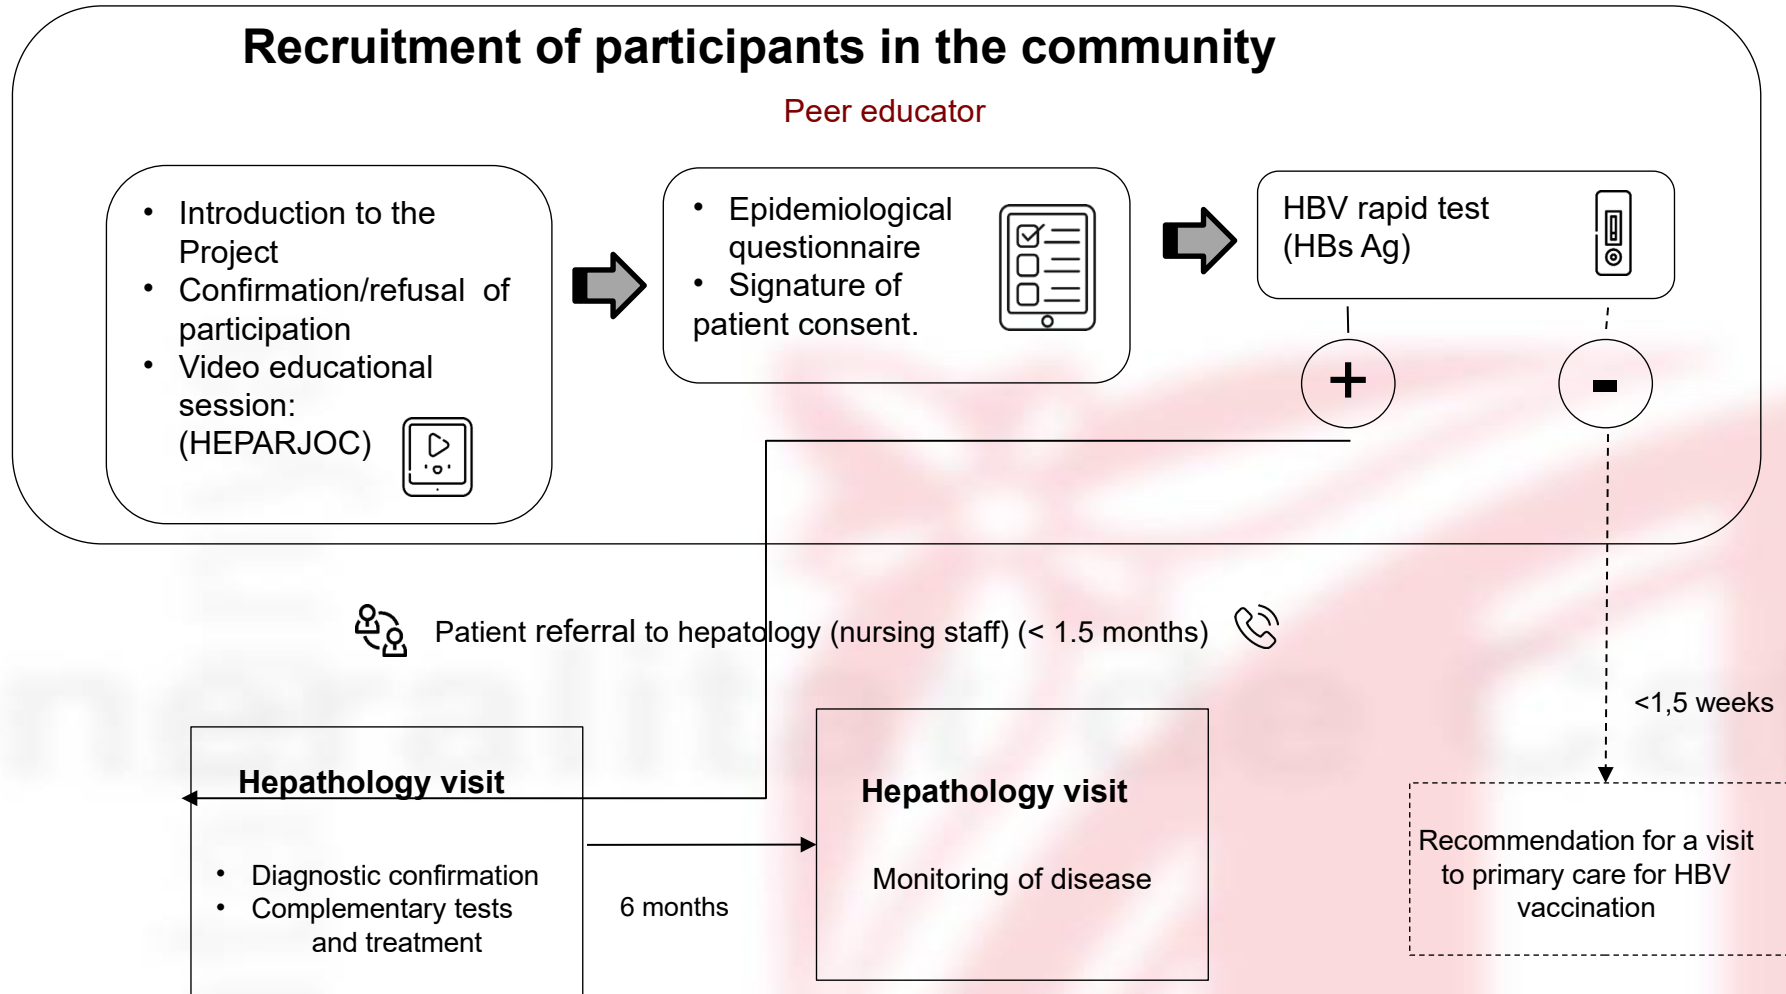 Recruitment of participants in the community
Peer educator
• Introduction to the
Project
• Confirmation/refusal of
participation
• Video educational
session:
(HEPARJOC)
• Epidemiological
questionnaire
• Signature of
patient consent.
HBV rapid test
(HBs Ag)
+
-
Patient referral to hepatology (nursing staff) (< 1.5 months)
<1,5 weeks
Hepathology visit
• Diagnostic confirmation
• Complementary tests
and treatment
6 months
Hepathology visit
Monitoring of disease
Recommendation for a visit
to primary care for HBV
vaccination